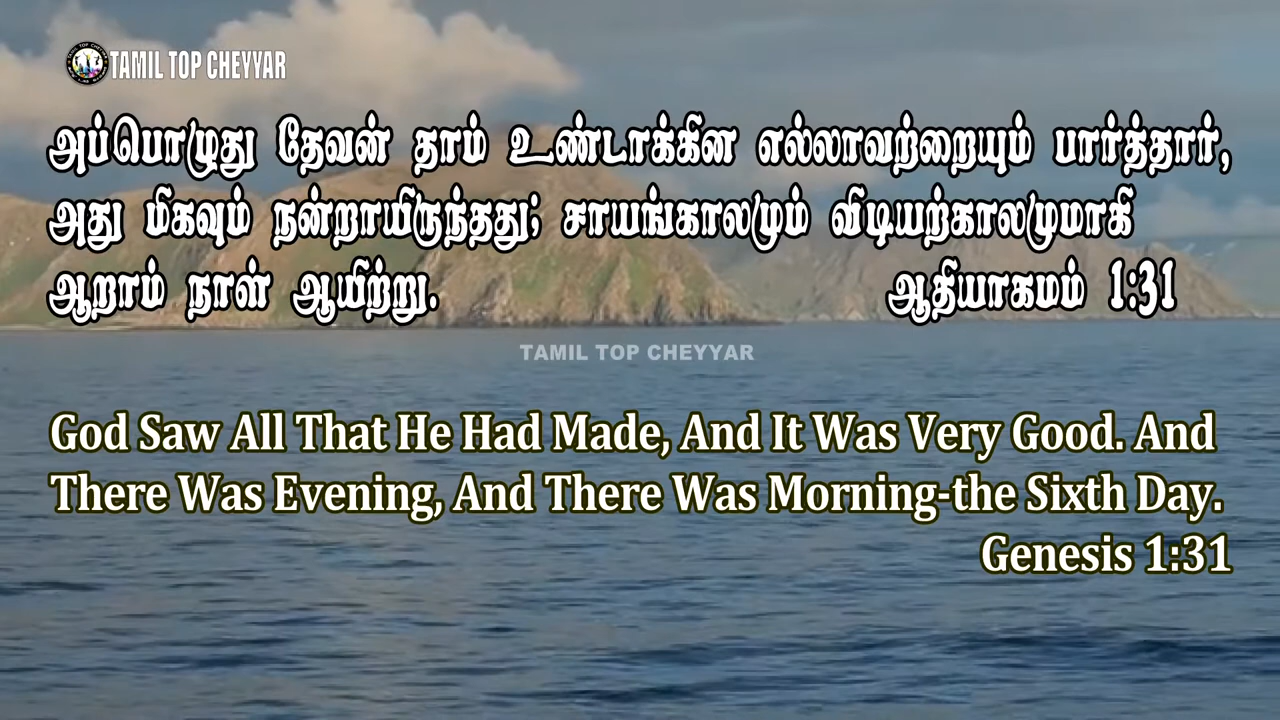 TAMIL TOP CHEYYAR
அப்பொழுது தேவன் தாம் உண்டாக்கின எல்லாவற்றையும் பார்த்தார்,
அது மிகவும் நன்றாயிருந்தது; சாயங்காலமும் விடியற்காலமுமாகி
ஆறாம் நாள் ஆயிற்று. ஆதியாகமம் 1:31
TAMIL TOP CHEYYAR
God Saw All That He Had Made, And It Was Very Good. And
There Was Evening, And There Was Morning-the Sixth Day.
Genesis 1:31